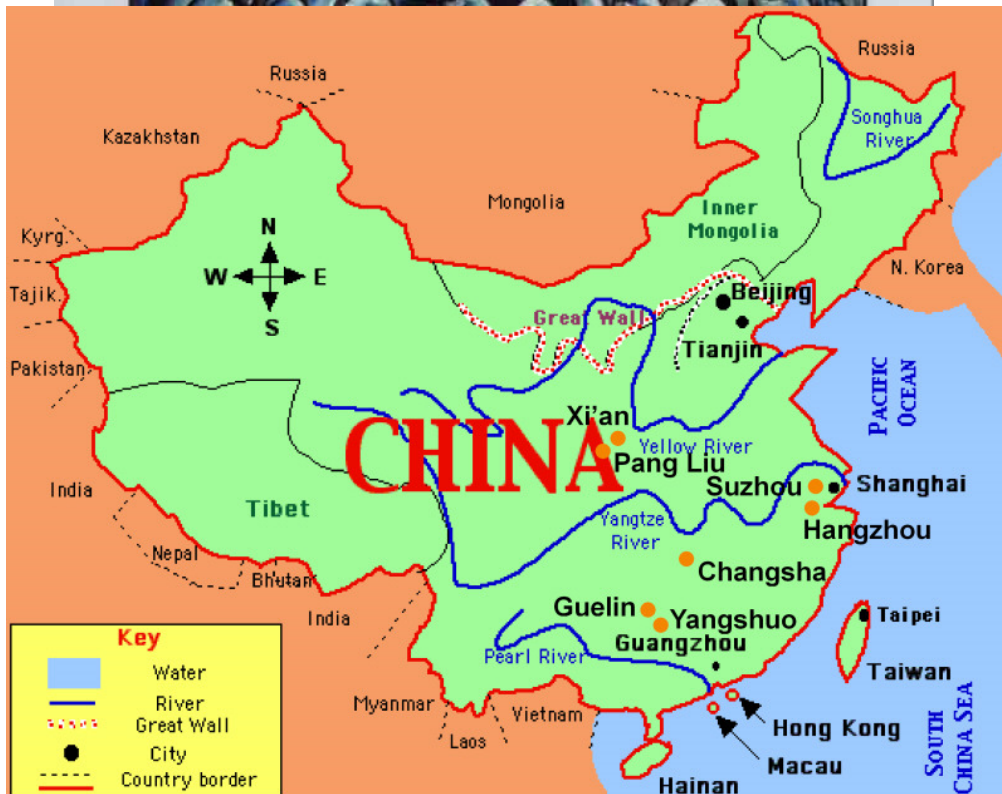 Russia
Russia
Kazakhstan
Songhua
River
Mongolia
Inner
Mongolia
Kyrg.
N
W E
S
N. Korea
Tajik.
Great Wall
Beijing
Tianjin
Pakistan
PACIFIC
OCEAN
Xi'an
CHINA
Yellow River
Pang Liu
India
Suzhou
Shanghai
Tibet
Yangtze
River
Hangzhou
Nepal
Changsha
Bhutan
India
Guelin
Yangshuo
Taipei
Guangzhou
Pearl River
Taiwan
Myanmar
Vietnam
Laos
Hong Kong
Macau
Hainan
SOUTH
CHINA SEA
Key
Water
River
Great Wall
City
Country border